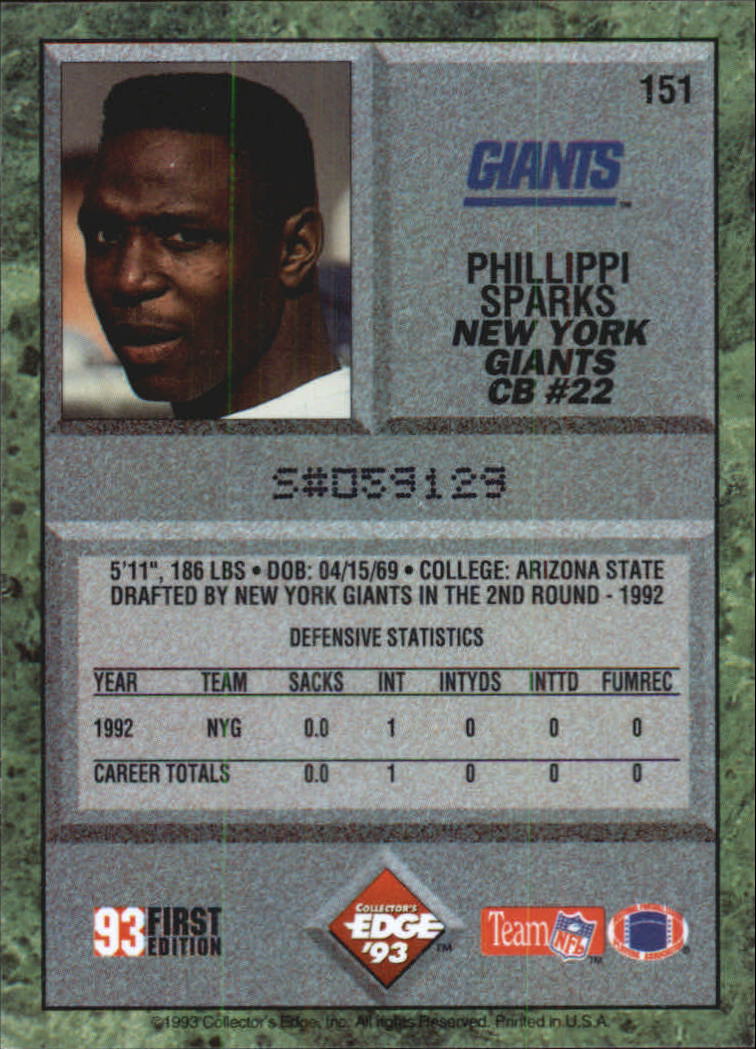 151
GIANTS
PHILLIPPI
SPARKS
NEW YORK
GIANTS
CB #22
S#059129
5'11", 186 LBS • DOB: 04/15/69 • COLLEGE: ARIZONA STATE
DRAFTED BY NEW YORK GIANTS IN THE 2ND ROUND - 1992
DEFENSIVE STATISTICS
YEAR TEAM SACKS INT INTYDS INTTD FUMREC
1992 NYG 0.0 1 0 0 0
CAREER TOTALS 0.0 1 0 0 0
93 FIRST EDITION
COLLECTOR'S
EDGE
'93 TM
Team NFL TM
©1993 Collector's Edge, Inc. All rights Reserved. Printed in U.S.A.